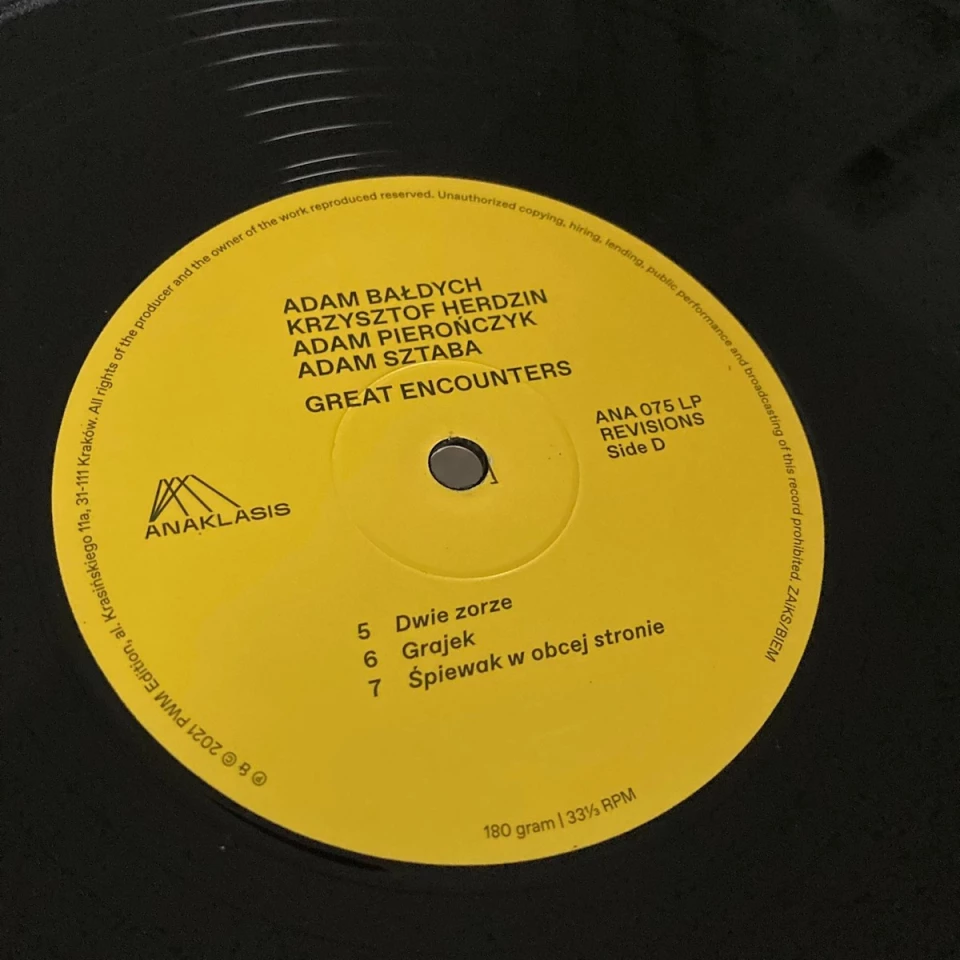 ADAM BAŁDYCH
KRZYSZTOF HERDZIN
ADAM PIEROŃCZYK
ADAM SZTABA
GREAT ENCOUNTERS
ANA 075 LP
REVISIONS
Side D
ANAKLASIS
5 Dwie zorze
6 Grajek
7 Śpiewak w obcej stronie
180 gram | 33⅓ RPM
℗ & © 2021 PWM Edition, al. Krasińskiego 11a, 31-111 Kraków. All rights of the producer and the owner of the work reproduced reserved. Unauthorized copying, hiring, lending, public performance and broadcasting of this record prohibited. ZAiKS/BIEM